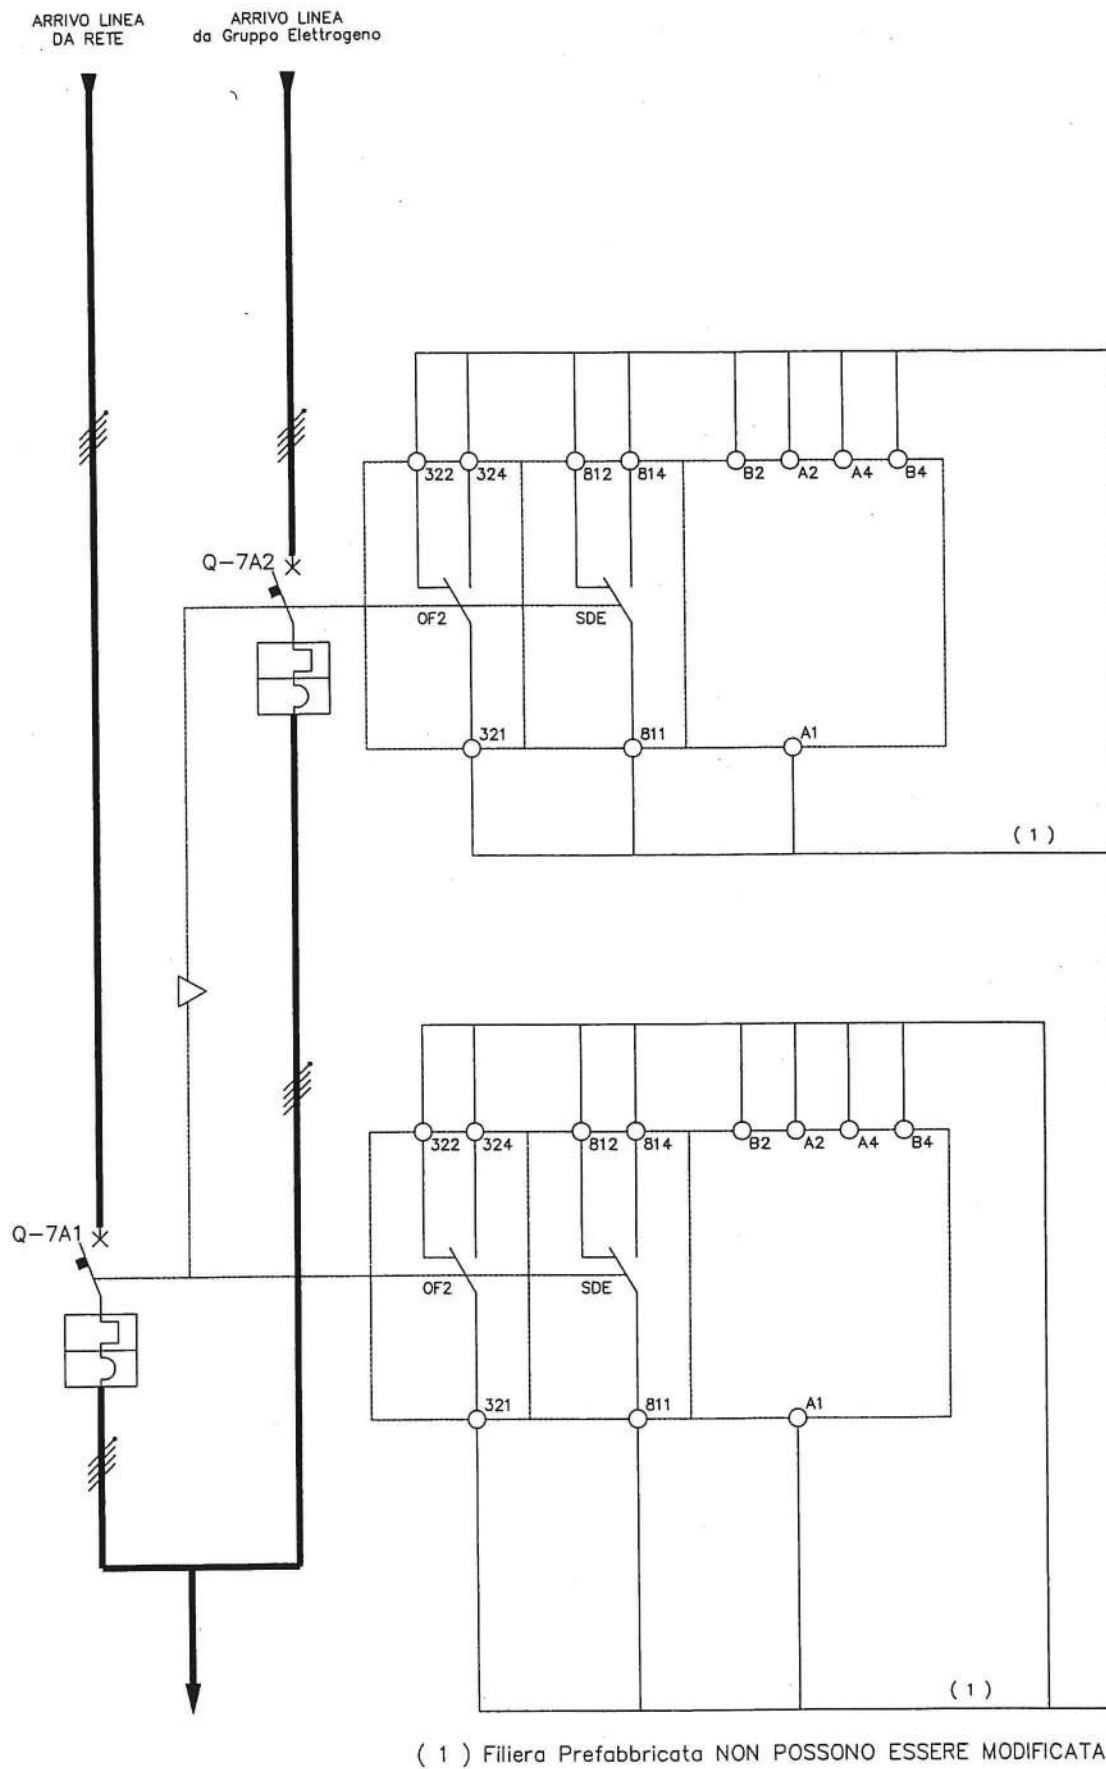 ARRIVO LINEA
DA RETE
ARRIVO LINEA
da Gruppo Elettrogeno
322
324
812
814
B2
A2
A4
B4
Q-7A2
OF2
SDE
321
811
A1
( 1 )
322
324
812
814
B2
A2
A4
B4
Q-7A1
OF2
SDE
321
811
A1
( 1 )
( 1 ) Filiera Prefabbricata NON POSSONO ESSERE MODIFICATA